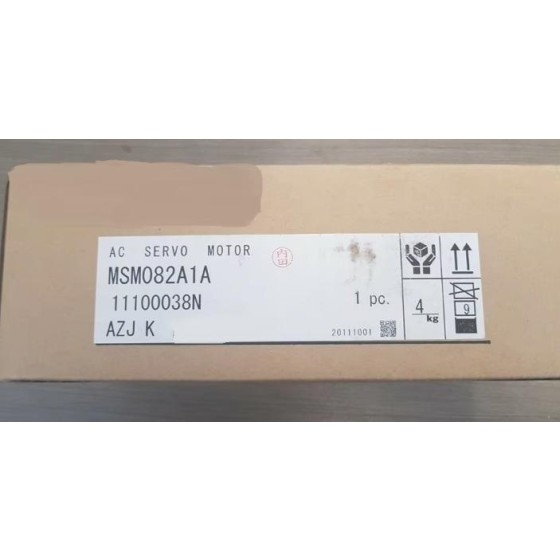 AC SERVO MOTOR
MSM082A1A
11100038N
1 pc.
AZJ K
20111001
4
kg
9